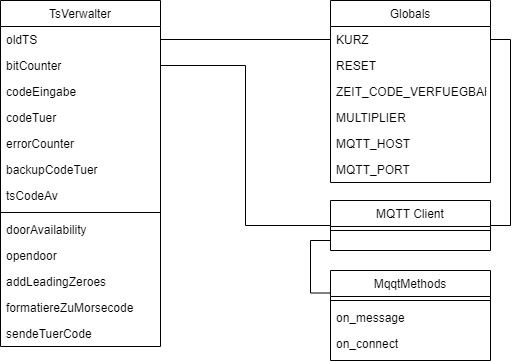 TsVerwalter
oldTS
bitCounter
codeEingabe
codeTuer
errorCounter
backupCodeTuer
tsCodeAv
doorAvailability
opendoor
addLeadingZeroes
formatiereZuMorsecode
sendeTuerCode
Globals
KURZ
RESET
ZEIT_CODE_VERFUEGBAI
MULTIPLIER
MQTT_HOST
MQTT_PORT
MQTT Client
MqqtMethods
on_message
on_connect